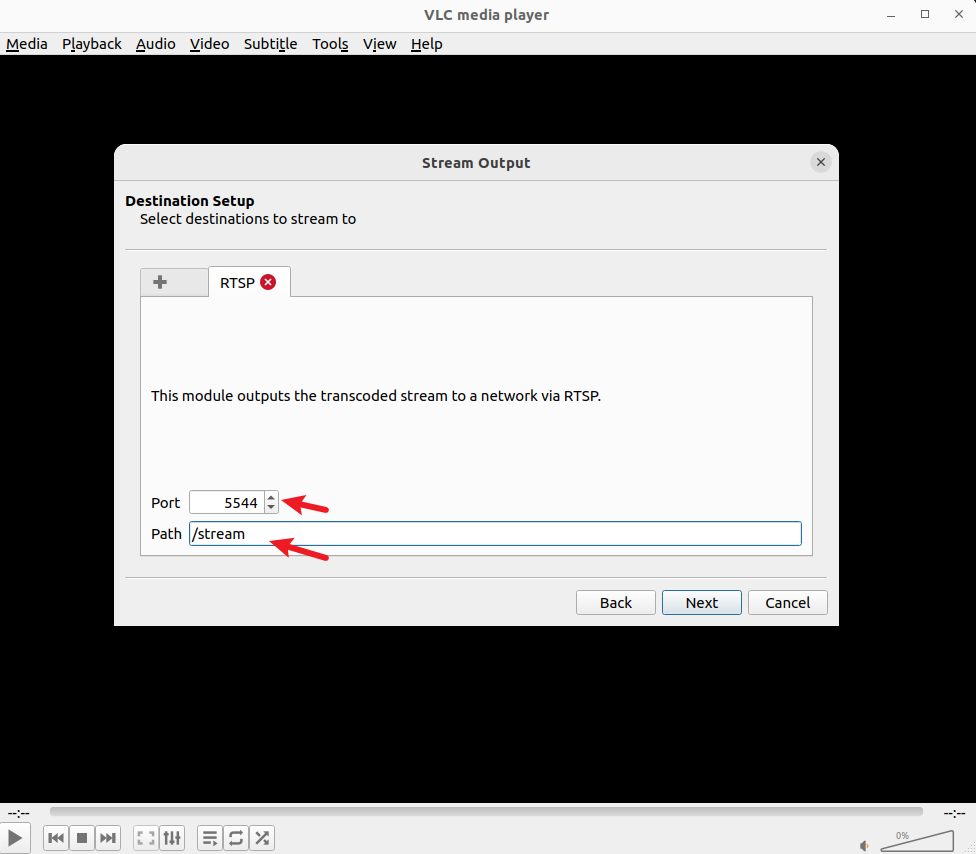 VLC media player
Media Playback Audio Video Subtitle Tools View Help
Stream Output
Destination Setup
Select destinations to stream to
RTSP
This module outputs the transcoded stream to a network via RTSP.
Port 5544
Path /stream
Back Next Cancel
--:-- --:--
0%